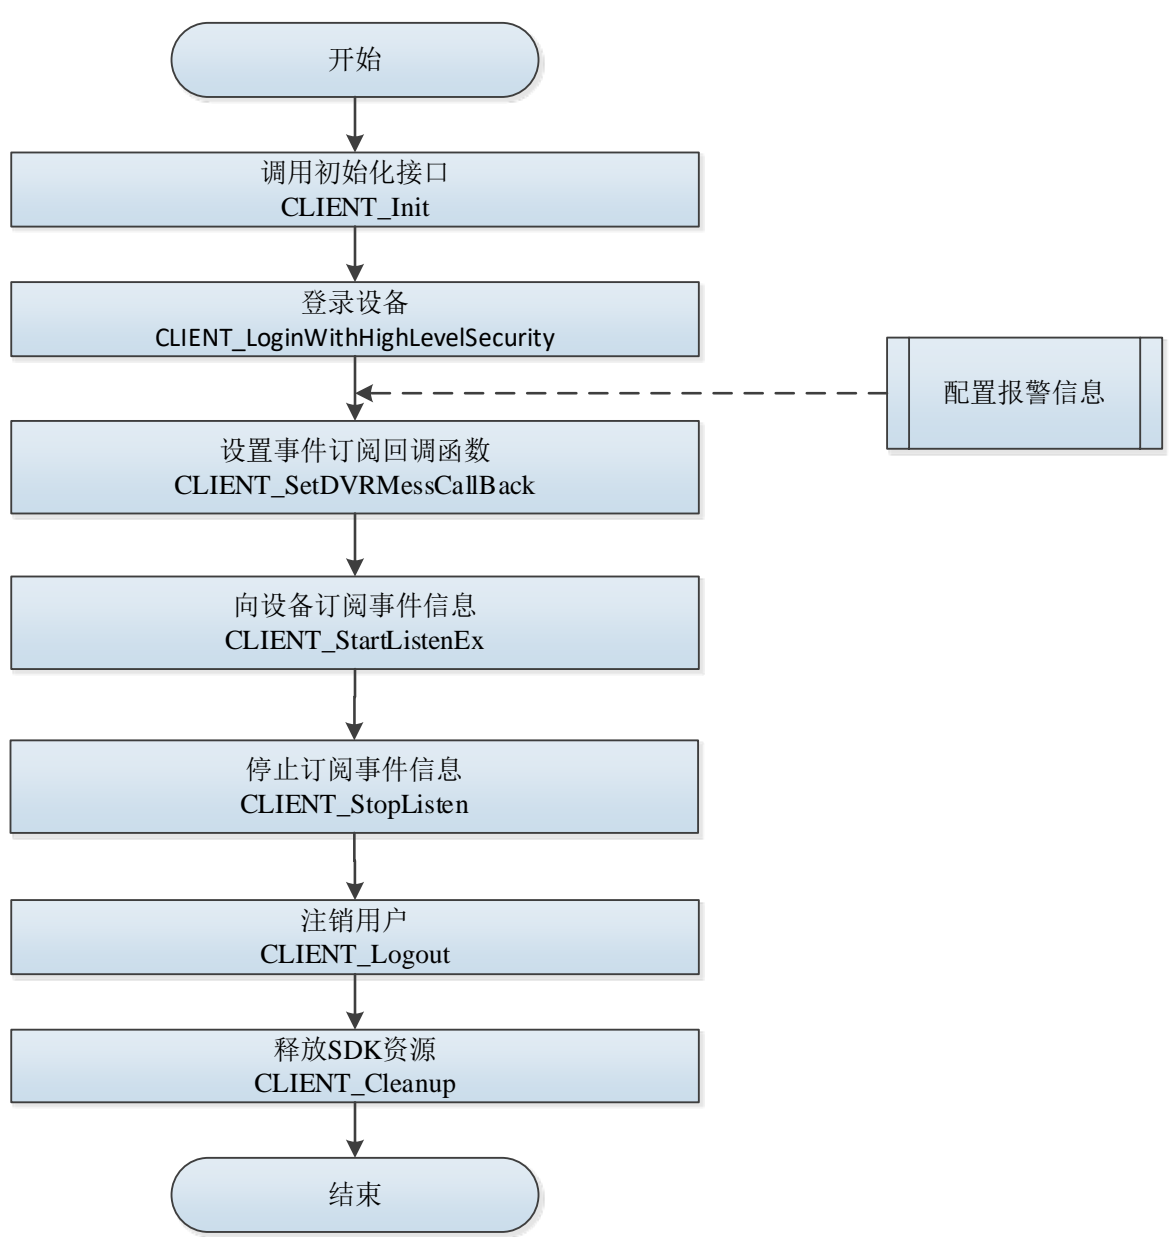 开始
调用初始化接口
CLIENT_Init
登录设备
CLIENT_LoginWithHighLevelSecurity
配置报警信息
设置事件订阅回调函数
CLIENT_SetDVRMessCallBack
向设备订阅事件信息
CLIENT_StartListenEx
停止订阅事件信息
CLIENT_StopListen
注销用户
CLIENT_Logout
释放SDK资源
CLIENT_Cleanup
结束